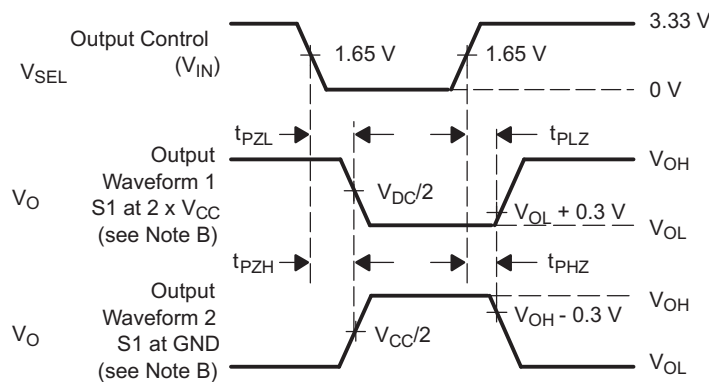 Output Control
(VIN)
VSEL
1.65 V
1.65 V
3.33 V
0 V
tPZL
tPLZ
Output
Waveform 1
S1 at 2 x VCC
(see Note B)
VO
VDC/2
VOH
VOL + 0.3 V
VOL
tPZH
tPHZ
Output
Waveform 2
S1 at GND
(see Note B)
VO
VCC/2
VOH
VOH - 0.3 V
VOL